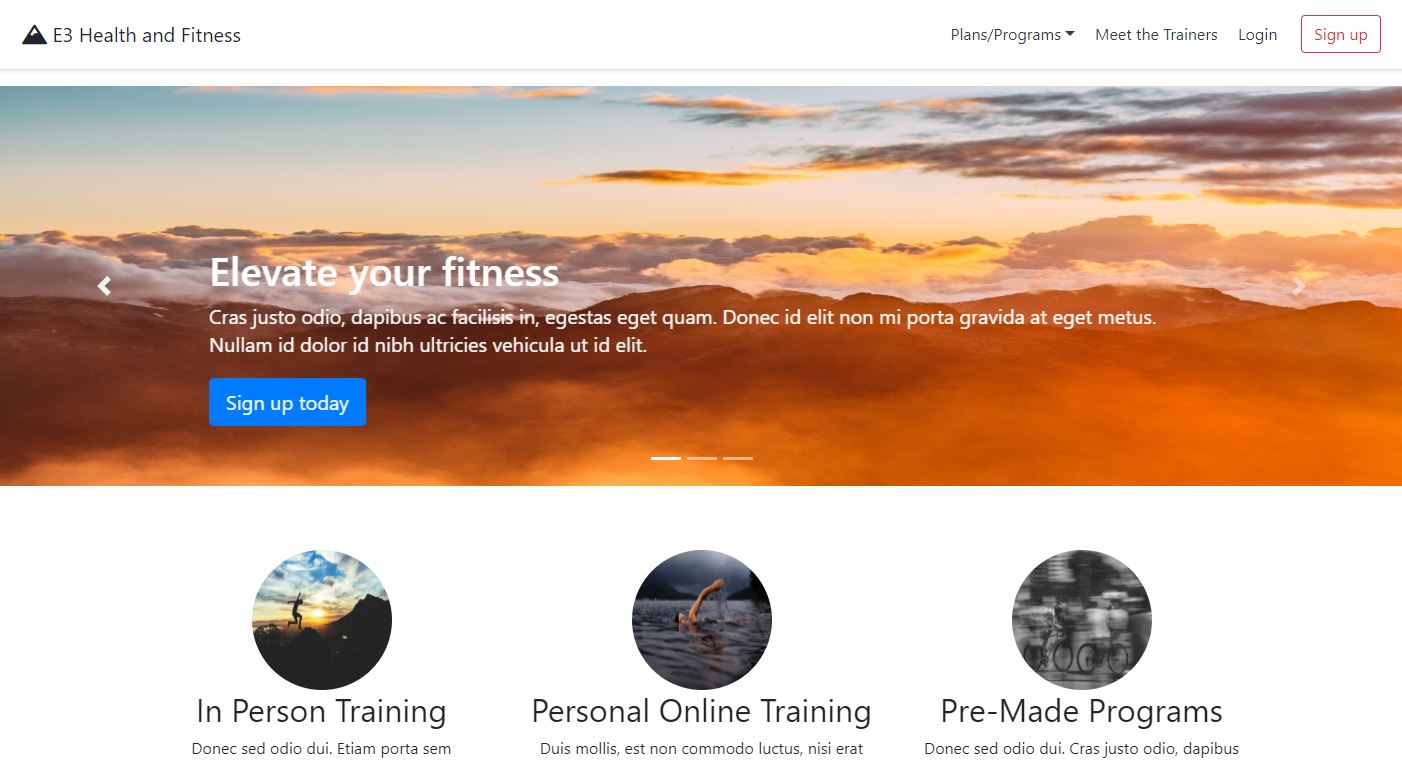 E3 Health and Fitness
Plans/Programs
Meet the Trainers
Login
Sign up
Elevate your fitness
Cras justo odio, dapibus ac facilisis in, egestas eget quam. Donec id elit non mi porta gravida at eget metus.
Nullam id dolor id nibh ultricies vehicula ut id elit.
Sign up today
In Person Training
Personal Online Training
Pre-Made Programs
Donec sed odio dui. Etiam porta sem
Duis mollis, est non commodo luctus, nisi erat
Donec sed odio dui. Cras justo odio, dapibus